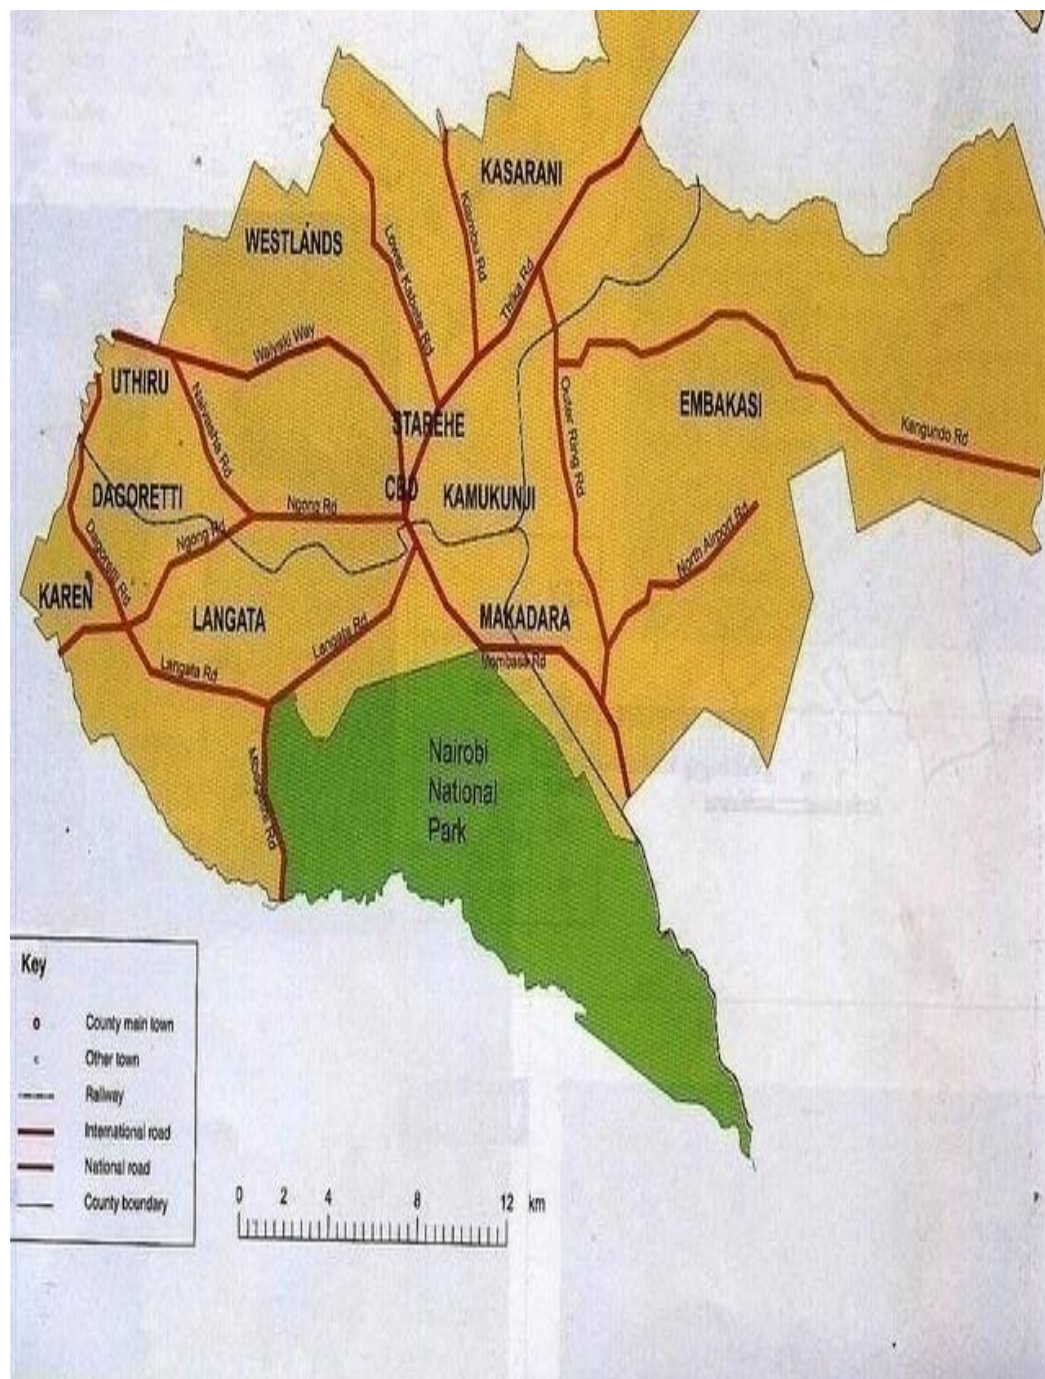 KASARANI
WESTLANDS
Kiambu Rd
Lower Kabete Rd
Thika Rd
Waiyaki Way
UTHIRU
Naivasha Rd
STAREHE
EMBAKASI
Outer Ring Rd
Kangundo Rd
DAGORETTI
CBD
KAMUKUNJI
Ngong Rd
Ngong Rd
North Airport Rd
Dagoretti Rd
KAREN
LANGATA
MAKADARA
Langata Rd
Langata Rd
Mombasa Rd
Nairobi
National
Park
Key
County main town
Other town
Railway
International road
National road
County boundary
0 2 4 8 12 km